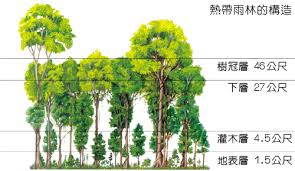 熱帶雨林的構造
樹冠層 46公尺
下層 27公尺
灌木層 4.5公尺
地表層 1.5公尺